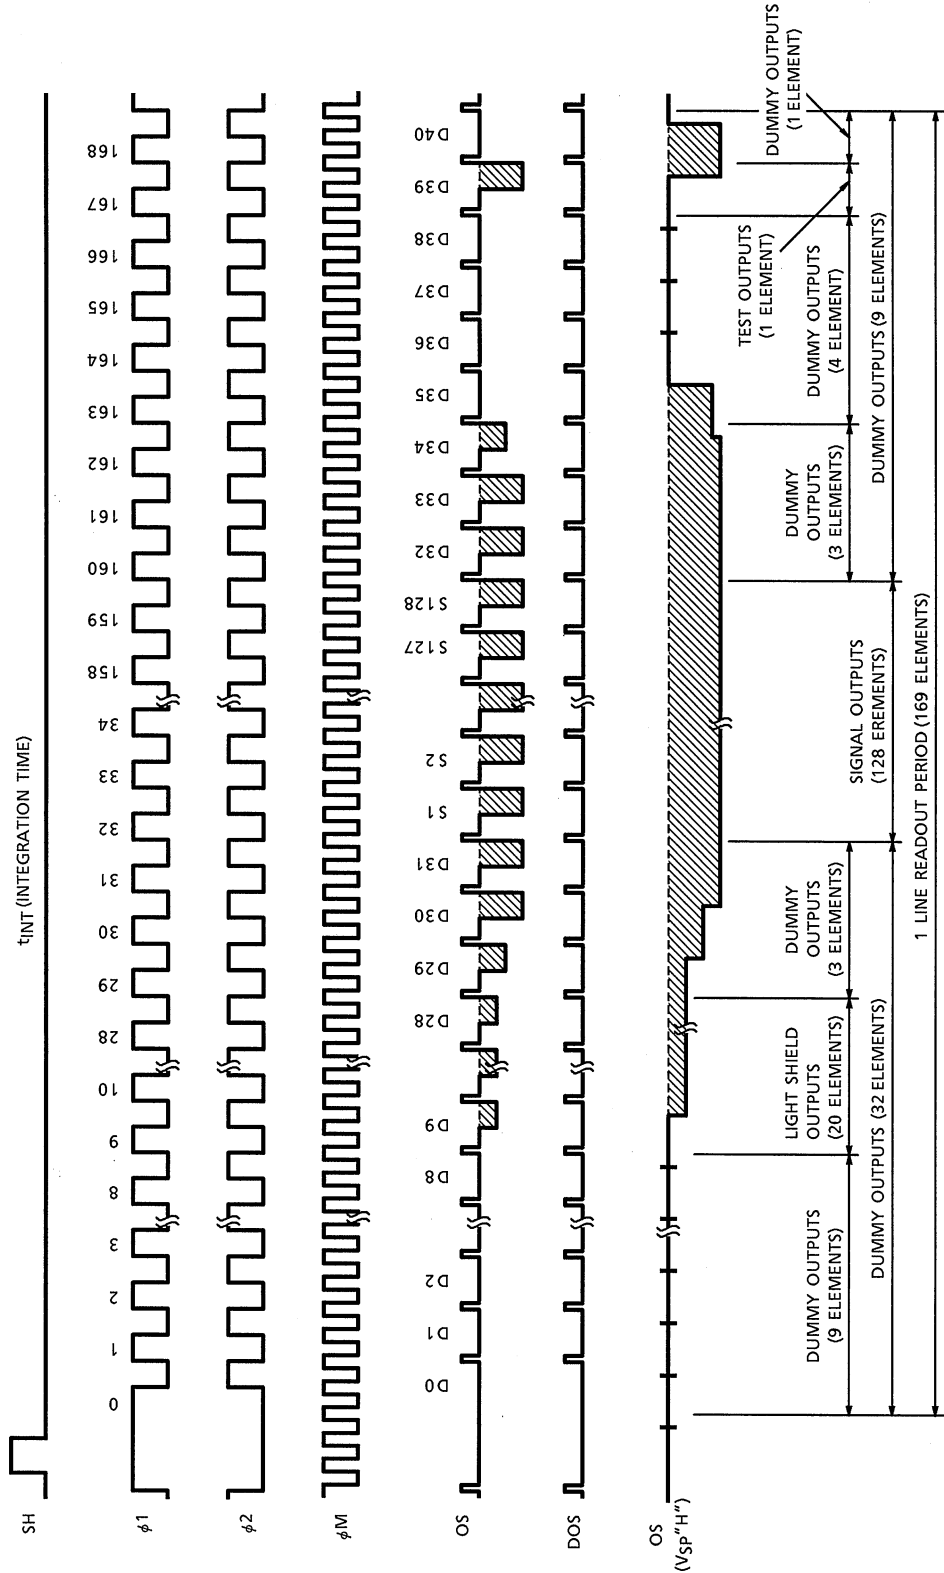 SH
tINT (INTEGRATION TIME)
φ1
0 1 2 3 8 9 10 28 29 30 31 32 33 34 158 159 160 161 162 163 164 165 166 167 168
φ2
φM
OS
D0 D1 D2 D8 D9 D28 D29 D30 D31 S1 S2 S127 S128 D32 D33 D34 D35 D36 D37 D38 D39 D40
DOS
OS
(VSP"H")
DUMMY OUTPUTS
(9 ELEMENTS)
LIGHT SHIELD
OUTPUTS
(20 ELEMENTS)
DUMMY
OUTPUTS
(3 ELEMENTS)
DUMMY OUTPUTS (32 ELEMENTS)
SIGNAL OUTPUTS
(128 EREMENTS)
DUMMY
OUTPUTS
(3 ELEMENTS)
DUMMY OUTPUTS
(4 ELEMENT)
TEST OUTPUTS
(1 ELEMENT)
DUMMY OUTPUTS
(1 ELEMENT)
DUMMY OUTPUTS (9 ELEMENTS)
1 LINE READOUT PERIOD (169 ELEMENTS)